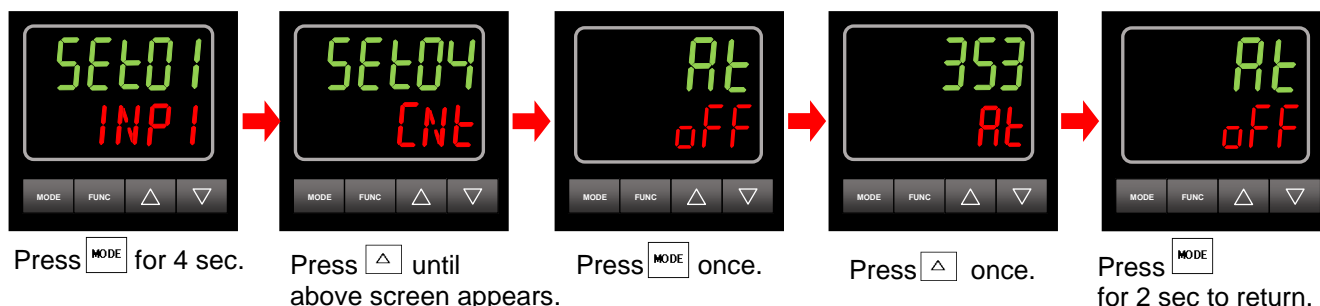 SEt01
INP1
MODE FUNC △ ▽
Press MODE for 4 sec.
SEt04
CNt
MODE FUNC △ ▽
Press △ until
above screen appears.
At
oFF
MODE FUNC △ ▽
Press MODE once.
353
At
MODE FUNC △ ▽
Press △ once.
At
oFF
MODE FUNC △ ▽
Press MODE
for 2 sec to return.